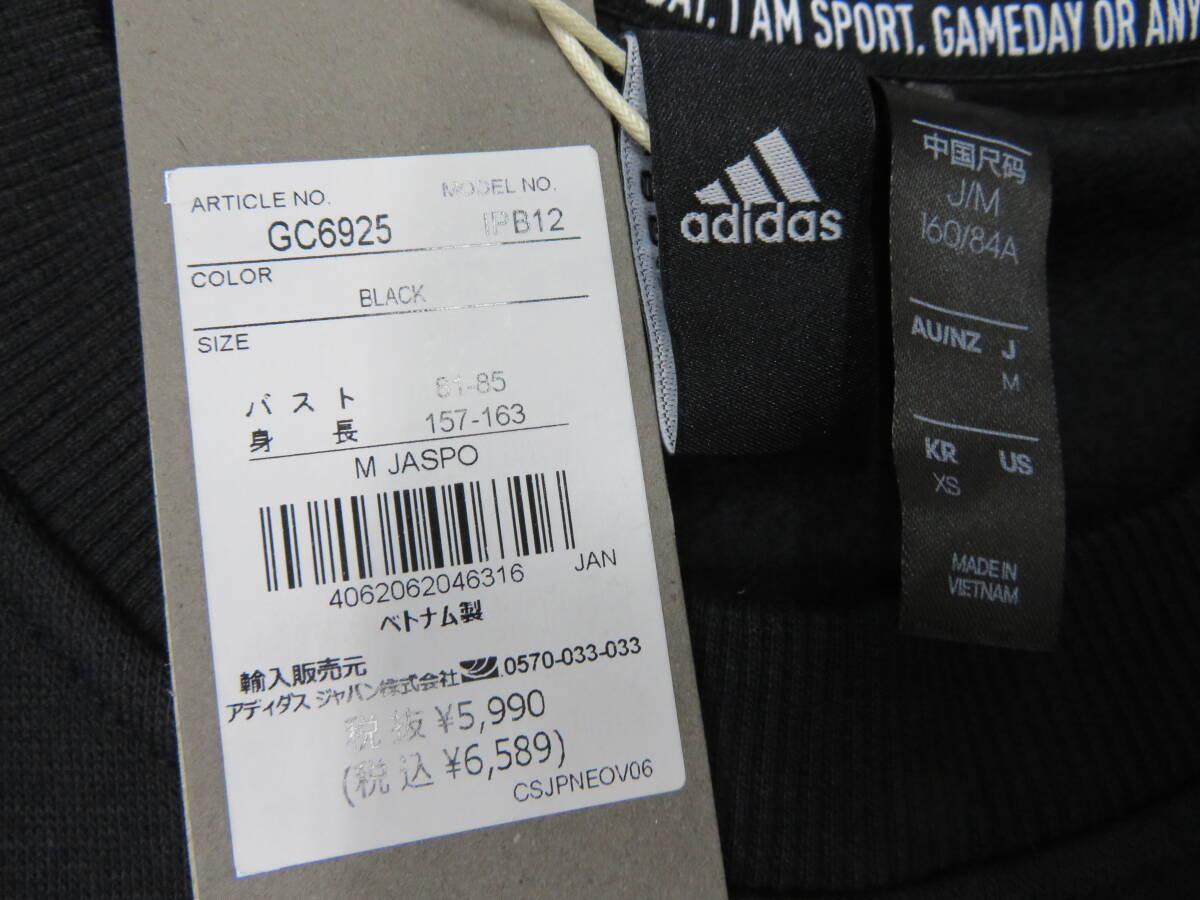 I AM SPORT. GAMEDAY OR ANY
adidas
中国尺码
J/M
160/84A
AU/NZ J
M
KR US
XS
MADE IN
VIETNAM
ARTICLE NO. MODEL NO.
GC6925 IPB12
COLOR
BLACK
SIZE
バスト 81-85
身長 157-163
M JASPO
4062062046316 JAN
ベトナム製
輸入販売元
アディダス ジャパン株式会社 0570-033-033
税抜 ¥5,990
(税込 ¥6,589)
CSJPNEOV06